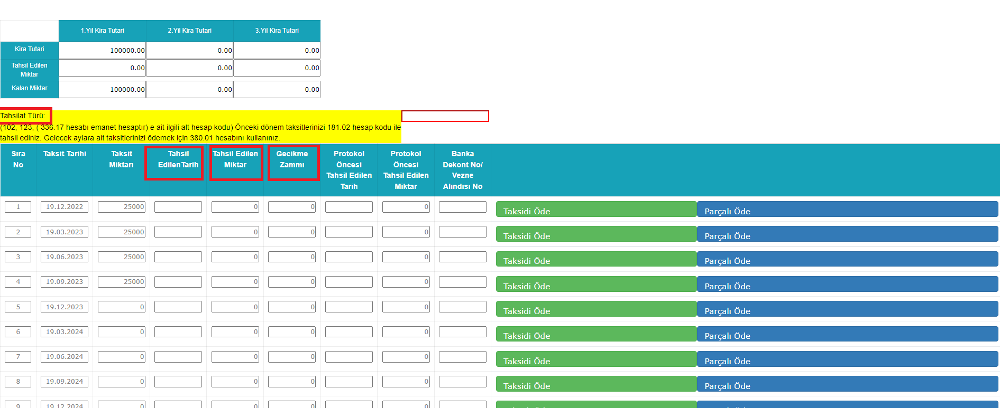 1.Yil Kira Tutari 2.Yil Kira Tutari 3.Yil Kira Tutari
Kira Tutari 100000.00 0.00 0.00
Tahsil Edilen
Miktar 0.00 0.00 0.00
Kalan Miktar 100000.00 0.00 0.00
Tahsilat Türü:
(102, 123, ( 336.17 hesabı emanet hesaptır) e ait ilgili alt hesap kodu) Önceki dönem taksitlerinizi 181.02 hesap kodu ile
tahsil ediniz. Gelecek aylara ait taksitlerinizi ödemek için 380.01 hesabını kullanınız.
Sıra No Taksit Tarihi Taksit Miktarı Tahsil EdilenTarih Tahsil Edilen Miktar Gecikme Zammı Protokol Öncesi Tahsil Edilen Tarih Protokol Öncesi Tahsil Edilen Miktar Banka Dekont No/ Vezne Alındısı No
1 19.12.2022 25000 0 0 0 Taksidi Öde Parçalı Öde
2 19.03.2023 25000 0 0 0 Taksidi Öde Parçalı Öde
3 19.06.2023 25000 0 0 0 Taksidi Öde Parçalı Öde
4 19.09.2023 25000 0 0 0 Taksidi Öde Parçalı Öde
5 19.12.2023 0 0 0 0 Taksidi Öde Parçalı Öde
6 19.03.2024 0 0 0 0 Taksidi Öde Parçalı Öde
7 19.06.2024 0 0 0 0 Taksidi Öde Parçalı Öde
8 19.09.2024 0 0 0 0 Taksidi Öde Parçalı Öde
9 19.12.2024 0 0 0 0